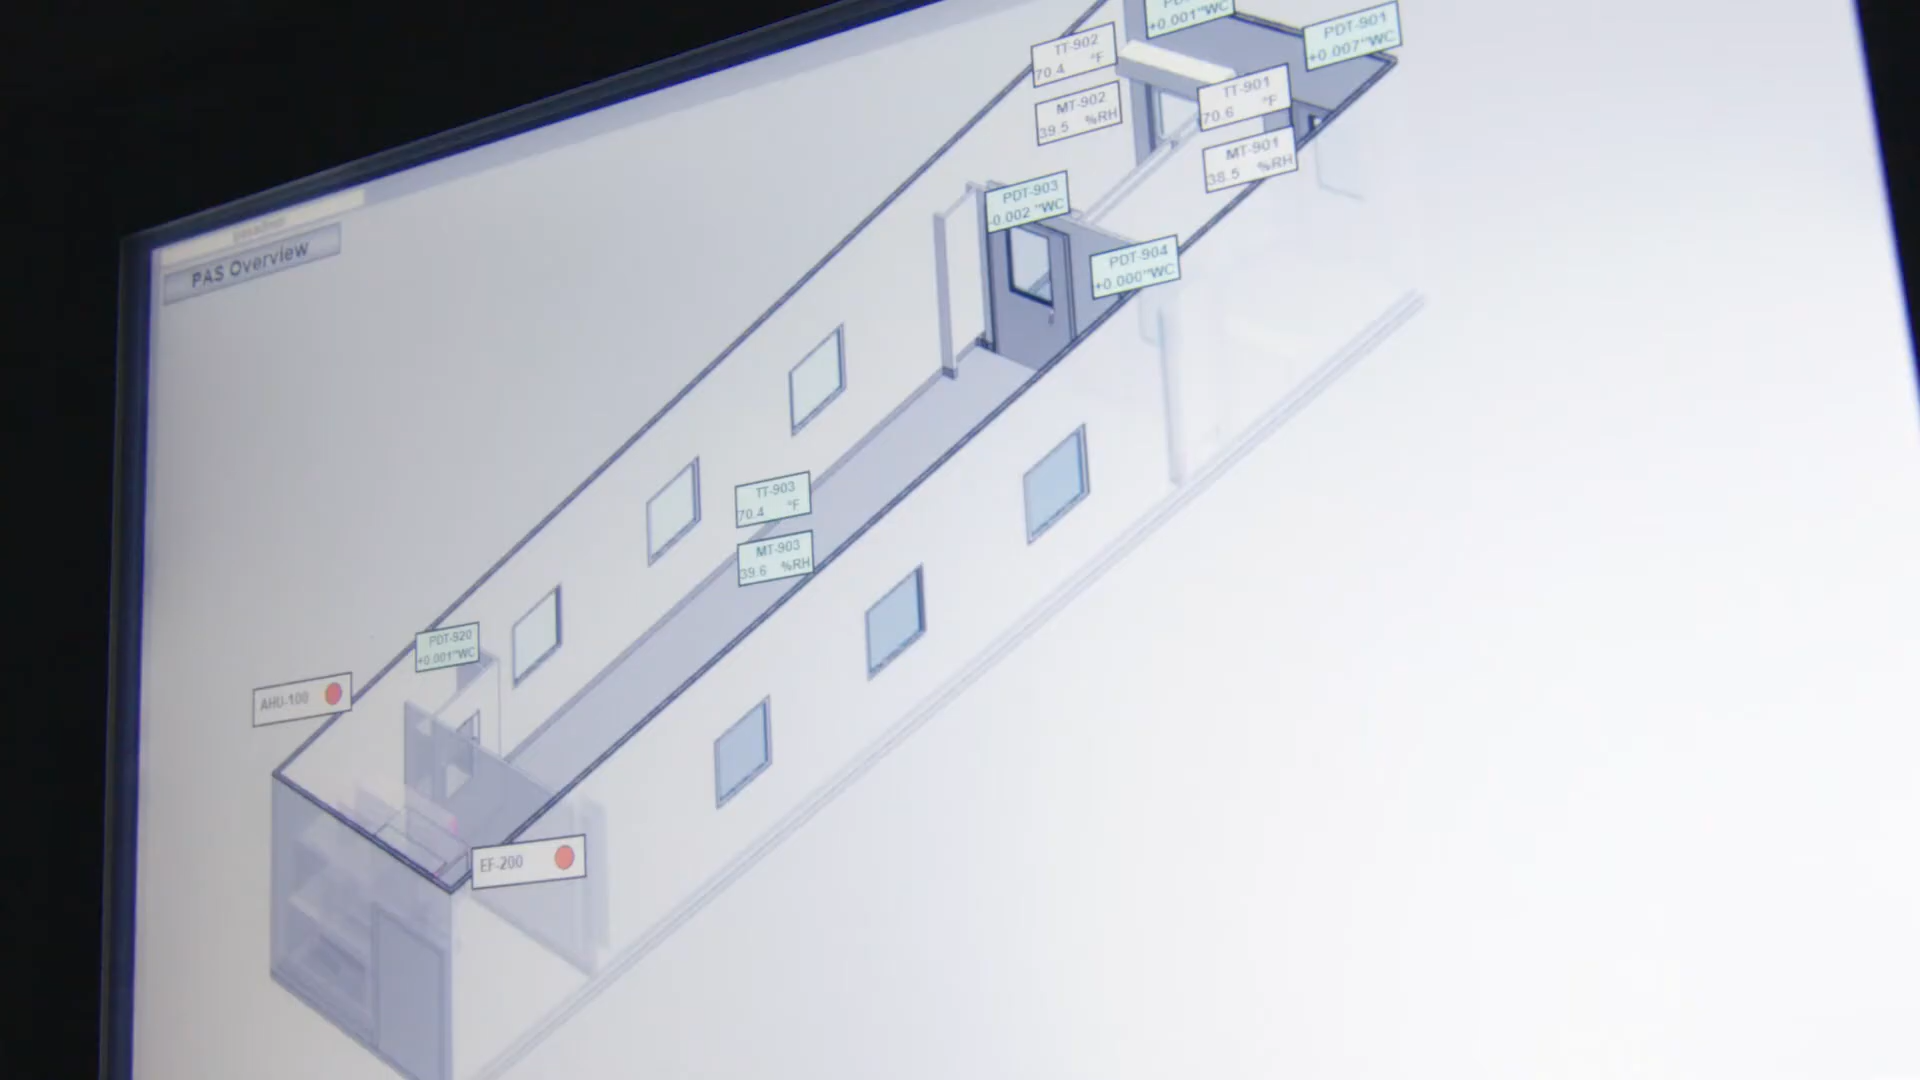 +0.001"WC
PDT-901
+0.007"WC
TT-902
70.4 °F
MT-902
39.5 %RH
TT-901
70.6 °F
MT-901
38.5 %RH
PDT-903
-0.002 "WC
PDT-904
+0.000"WC
PAS Overview
TT-903
70.4 °F
MT-903
39.6 %RH
PDT-920
+0.001"WC
AHU-100
EF-200